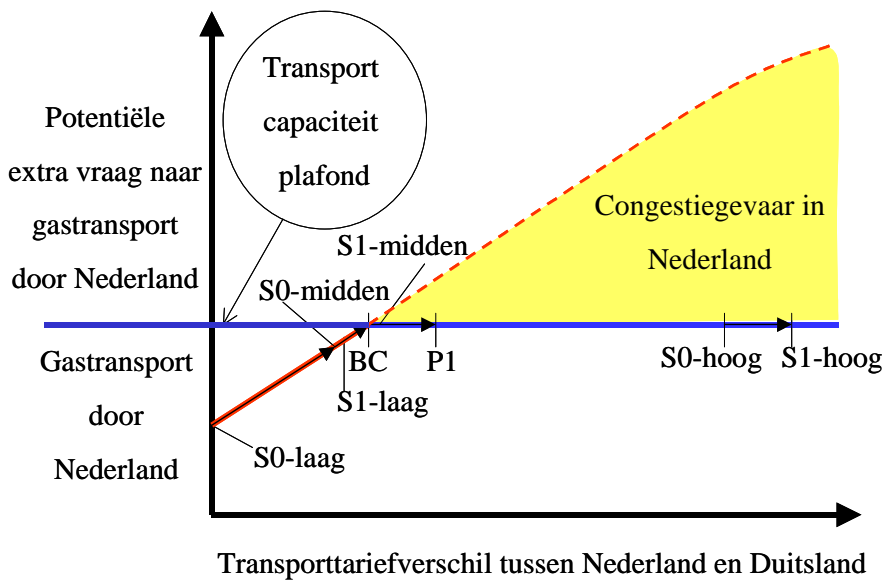 Transport
capaciteit
plafond
Potentiële
extra vraag naar
gastransport
door Nederland
Congestiegevaar in
Nederland
S1-midden
S0-midden
Gastransport
door
Nederland
BC
P1
S0-hoog
S1-hoog
S1-laag
S0-laag
Transporttariefverschil tussen Nederland en Duitsland